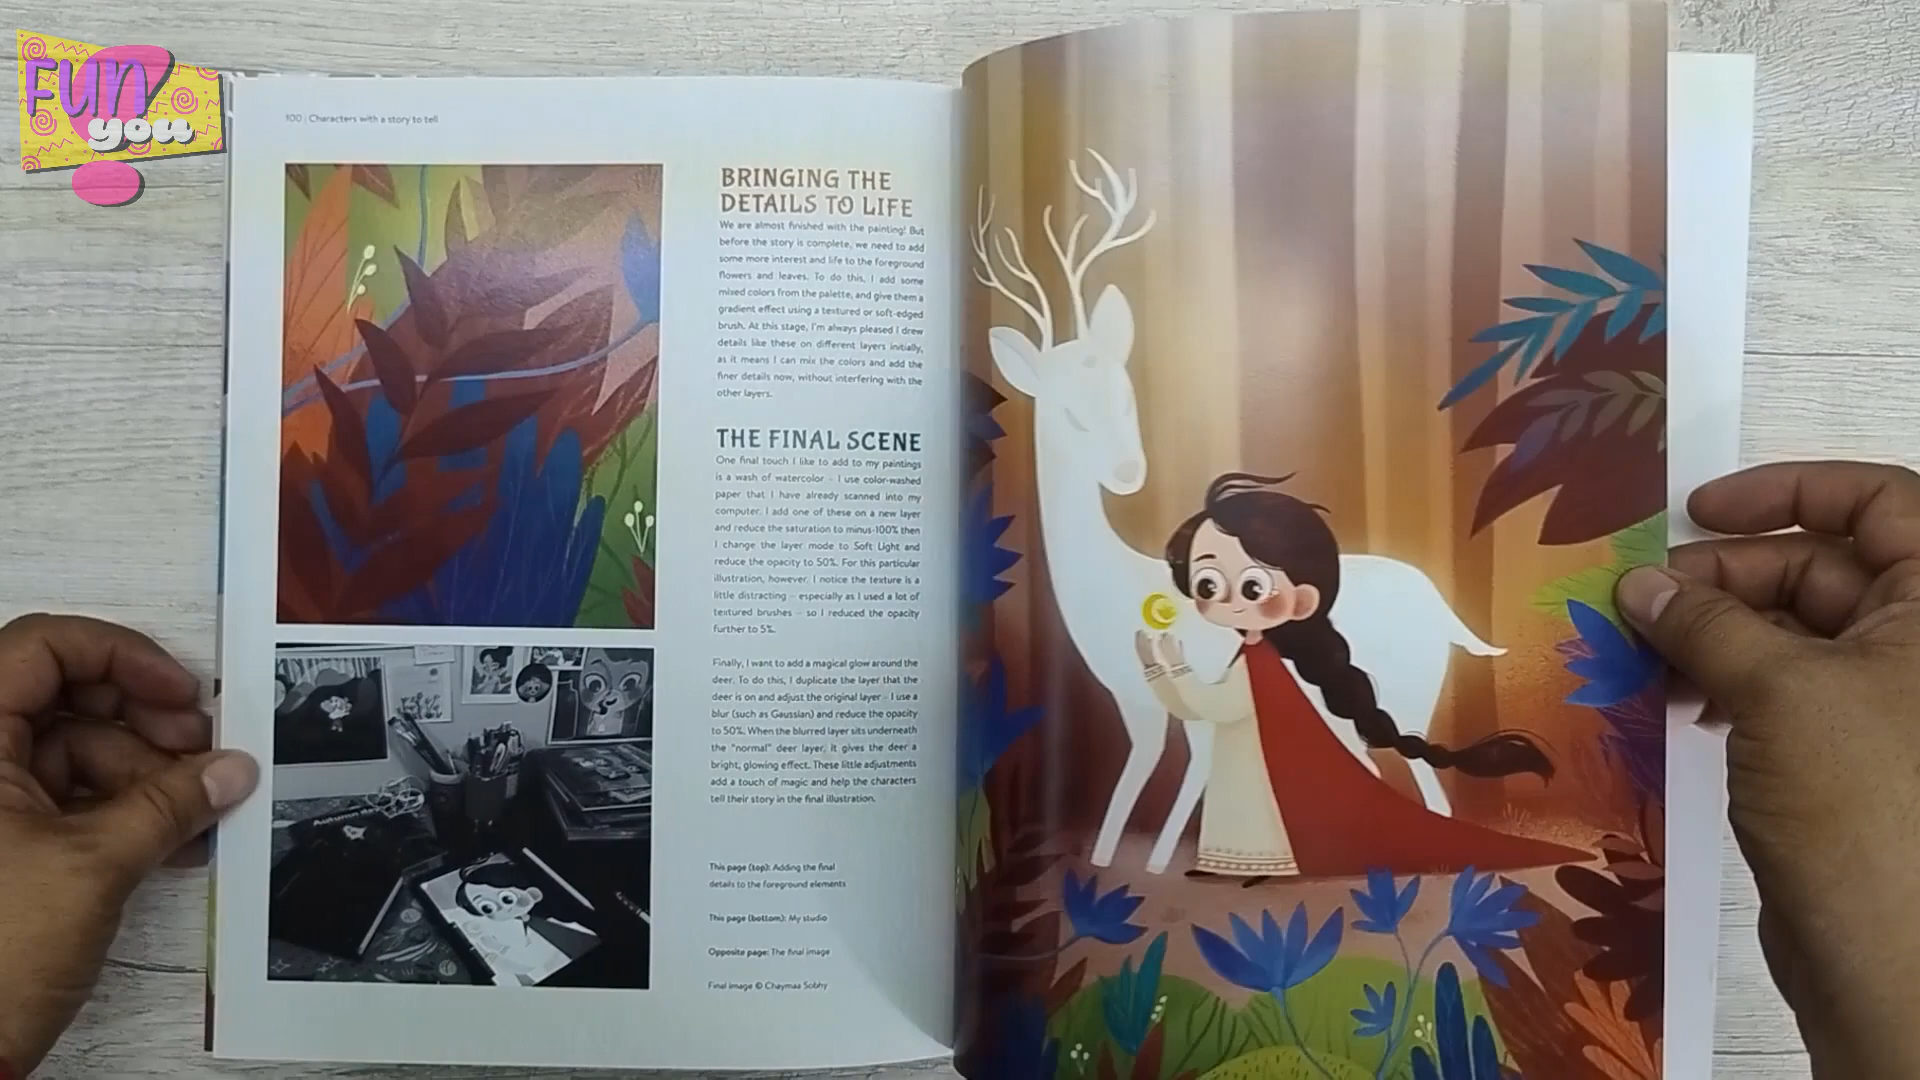 Fun
you
100 | Characters with a story to tell
BRINGING THE
DETAILS TO LIFE
We are almost finished with the painting! But
before the story is complete, we need to add
some more interest and life to the foreground
flowers and leaves. To do this, I add some
mixed colors from the palette, and give them a
gradient effect using a textured or soft-edged
brush. At this stage, I'm always pleased I drew
details like these on different layers initially,
as it means I can mix the colors and add the
finer details now, without interfering with the
other layers.
THE FINAL SCENE
One final touch I like to add to my paintings
is a wash of watercolor – I use color-washed
paper that I have already scanned into my
computer. I add one of these on a new layer
and reduce the saturation to minus-100% then
I change the layer mode to Soft Light and
reduce the opacity to 50%. For this particular
illustration, however, I notice the texture is a
little distracting – especially as I used a lot of
textured brushes – so I reduced the opacity
further to 5%.
Finally, I want to add a magical glow around the
deer. To do this, I duplicate the layer that the
deer is on and adjust the original layer – I use a
blur (such as Gaussian) and reduce the opacity
to 50%. When the blurred layer sits underneath
the "normal" deer layer, it gives the deer a
bright, glowing effect. These little adjustments
add a touch of magic and help the characters
tell their story in the final illustration.
This page (top): Adding the final
details to the foreground elements
This page (bottom): My studio
Opposite page: The final image
Final image © Chaymaa Sobhy